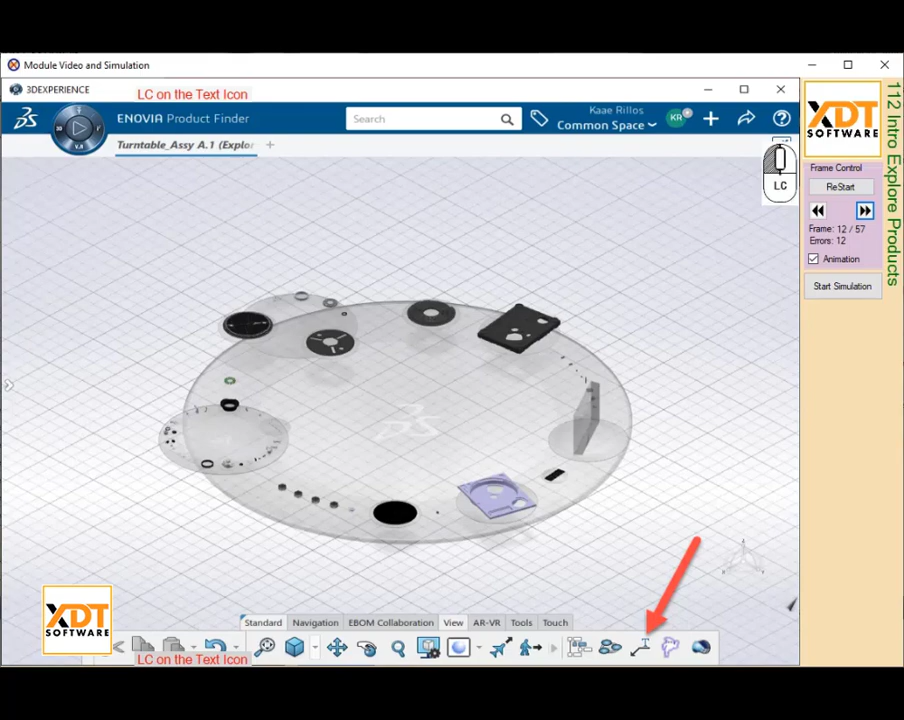 Module Video and Simulation
3DEXPERIENCE
LC on the Text Icon
ENOVIA Product Finder
Search
Kaae Rillos
Common Space
KR
Turntable_Assy A.1 (Explor
LC
XDT
SOFTWARE
Frame Control
ReStart
Frame: 12 / 57
Errors: 12
Animation
Start Simulation
112 Intro Explore Products
XDT
SOFTWARE
Standard Navigation EBOM Collaboration View AR-VR Tools Touch
LC on the Text Icon